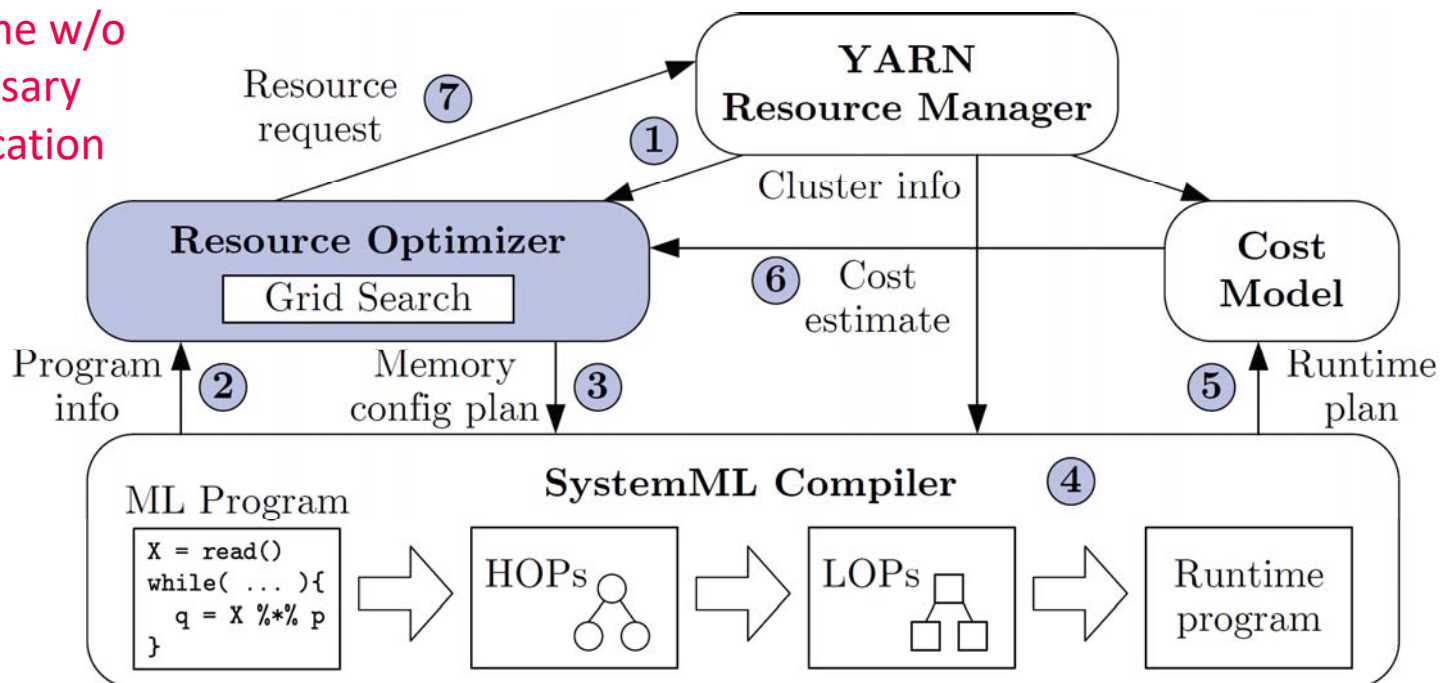 ne w/o
sary
cation
YARN
Resource Manager
Resource
request
7
1
Cluster info
Resource Optimizer
Grid Search
Cost
Model
6
Cost
estimate
Program
info
2
Memory
config plan
3
5
Runtime
plan
SystemML Compiler
4
ML Program
X = read()
while( ... ){
q = X %*% p
}
HOPs
LOPs
Runtime
program